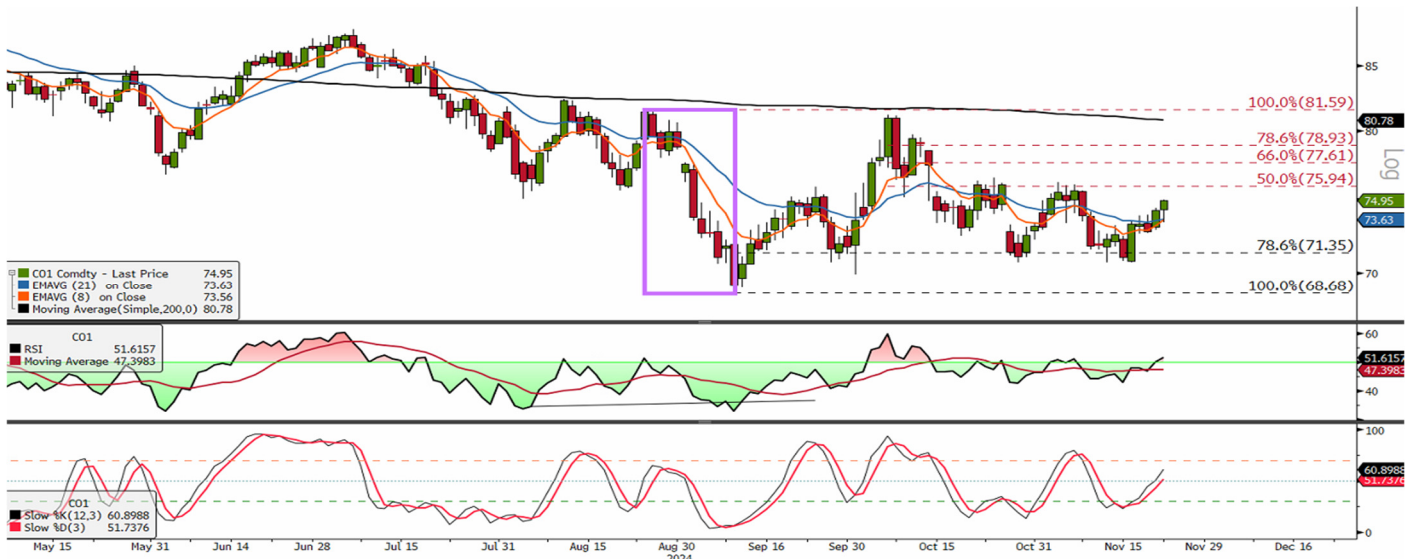 85
100.0%(81.59)
80.78
80
78.6%(78.93)
66.0%(77.61)
50.0%(75.94)
Log
74.95
73.63
78.6%(71.35)
70
100.0%(68.68)
CO1 Comdty - Last Price 74.95
EMAVG (21) on Close 73.63
EMAVG (8) on Close 73.56
Moving Average(Simple,200,0) 80.78
CO1
RSI 51.6157
Moving Average 47.3983
60
51.6157
47.3983
40
100
60.8988
51.7376
0
CO1
Slow %K(12,3) 60.8988
Slow %D(3) 51.7376
May 15 May 31 Jun 14 Jun 28 Jul 15 Jul 31 Aug 15 Aug 30 Sep 16 Sep 30 Oct 15 Oct 31 Nov 15 Nov 29 Dec 16
2024